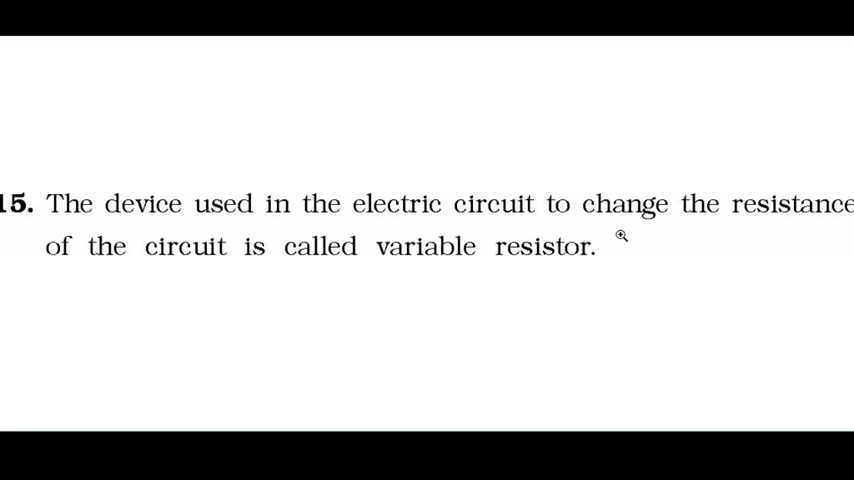 15. The device used in the electric circuit to change the resistance
of the circuit is called variable resistor.